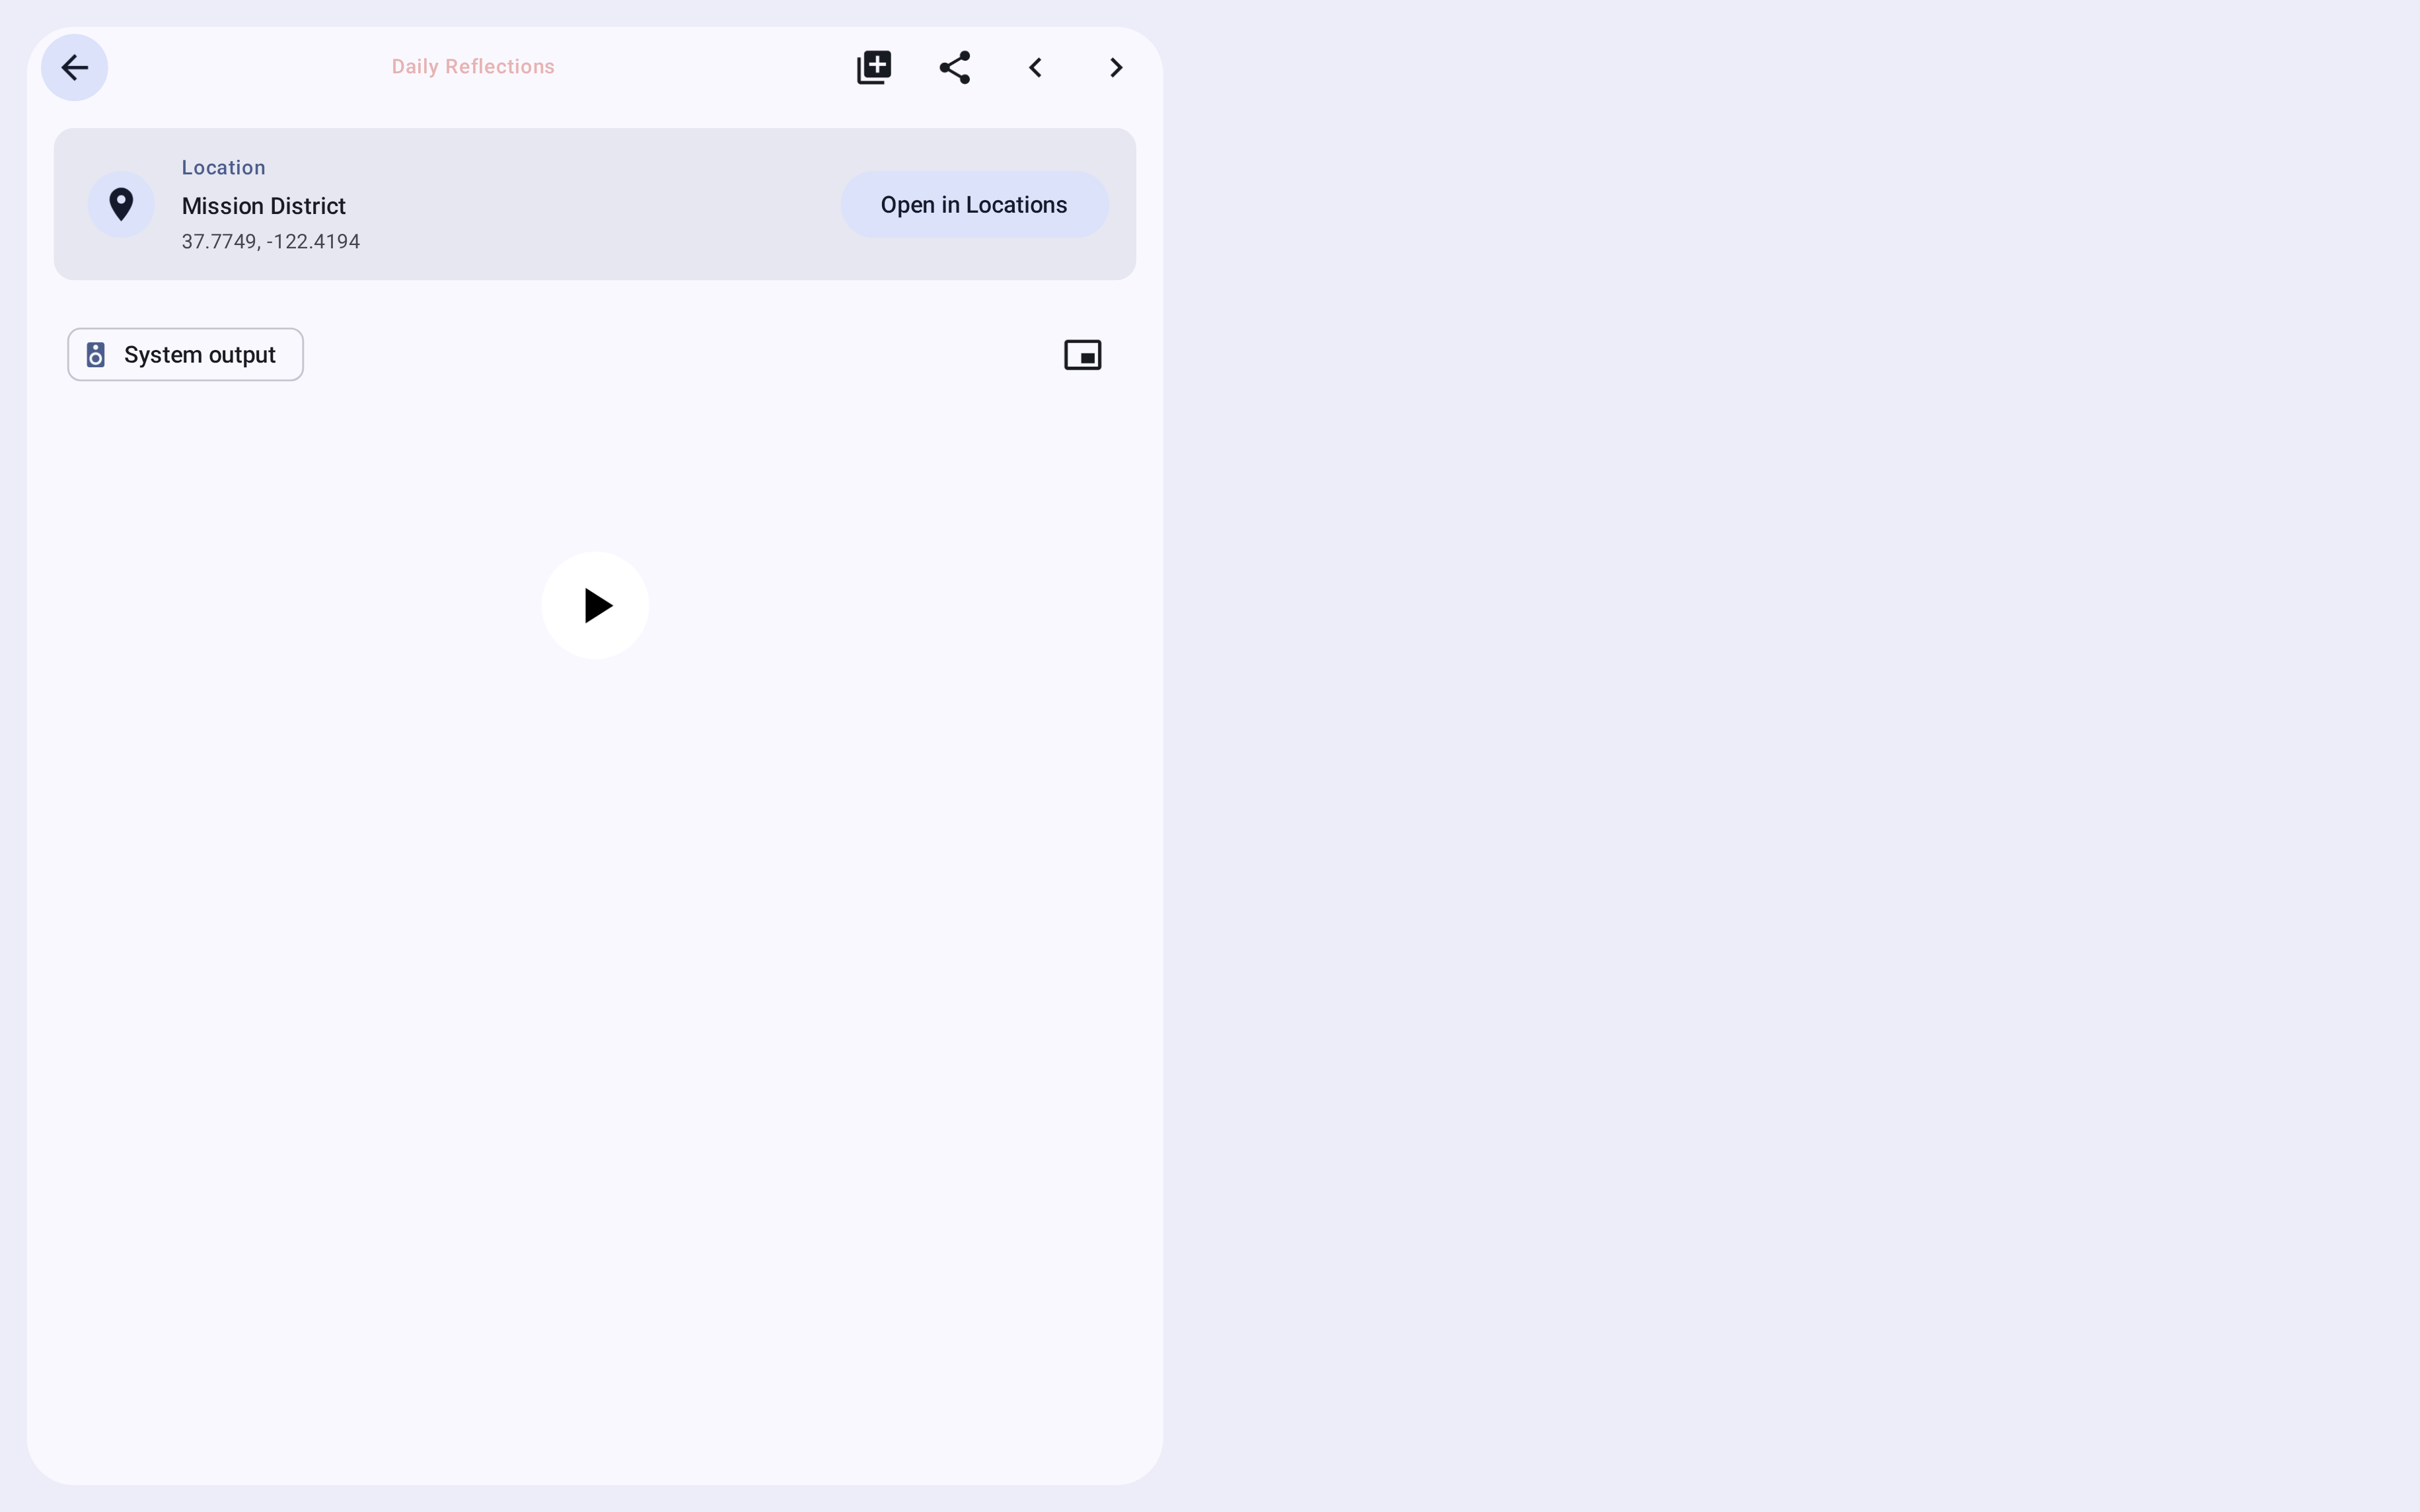 Daily Reflections
Location
Mission District
37.7749, -122.4194
Open in Locations
System output